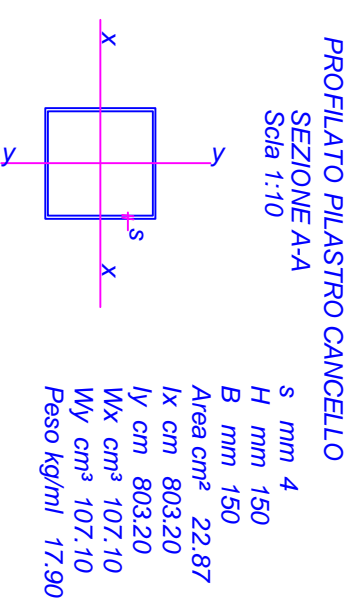 PROFILATO PILASTRO CANCELLO
SEZIONE A-A
Scla 1:10
x
y
y
s
x
s mm 4
H mm 150
B mm 150
Area cm² 22.87
Ix cm 803.20
Iy cm 803.20
Wx cm³ 107.10
Wy cm³ 107.10
Peso kg/ml 17.90